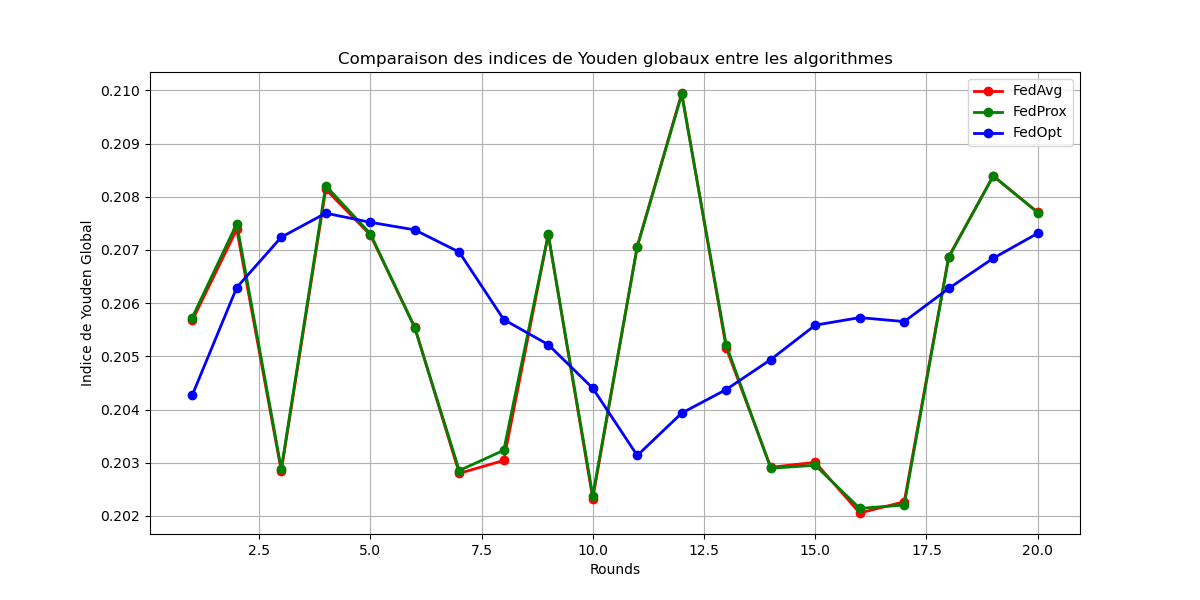 Comparaison des indices de Youden globaux entre les algorithmes
FedAvg
FedProx
FedOpt
Indice de Youden Global
0.210
0.209
0.208
0.207
0.206
0.205
0.204
0.203
0.202
2.5 5.0 7.5 10.0 12.5 15.0 17.5 20.0
Rounds